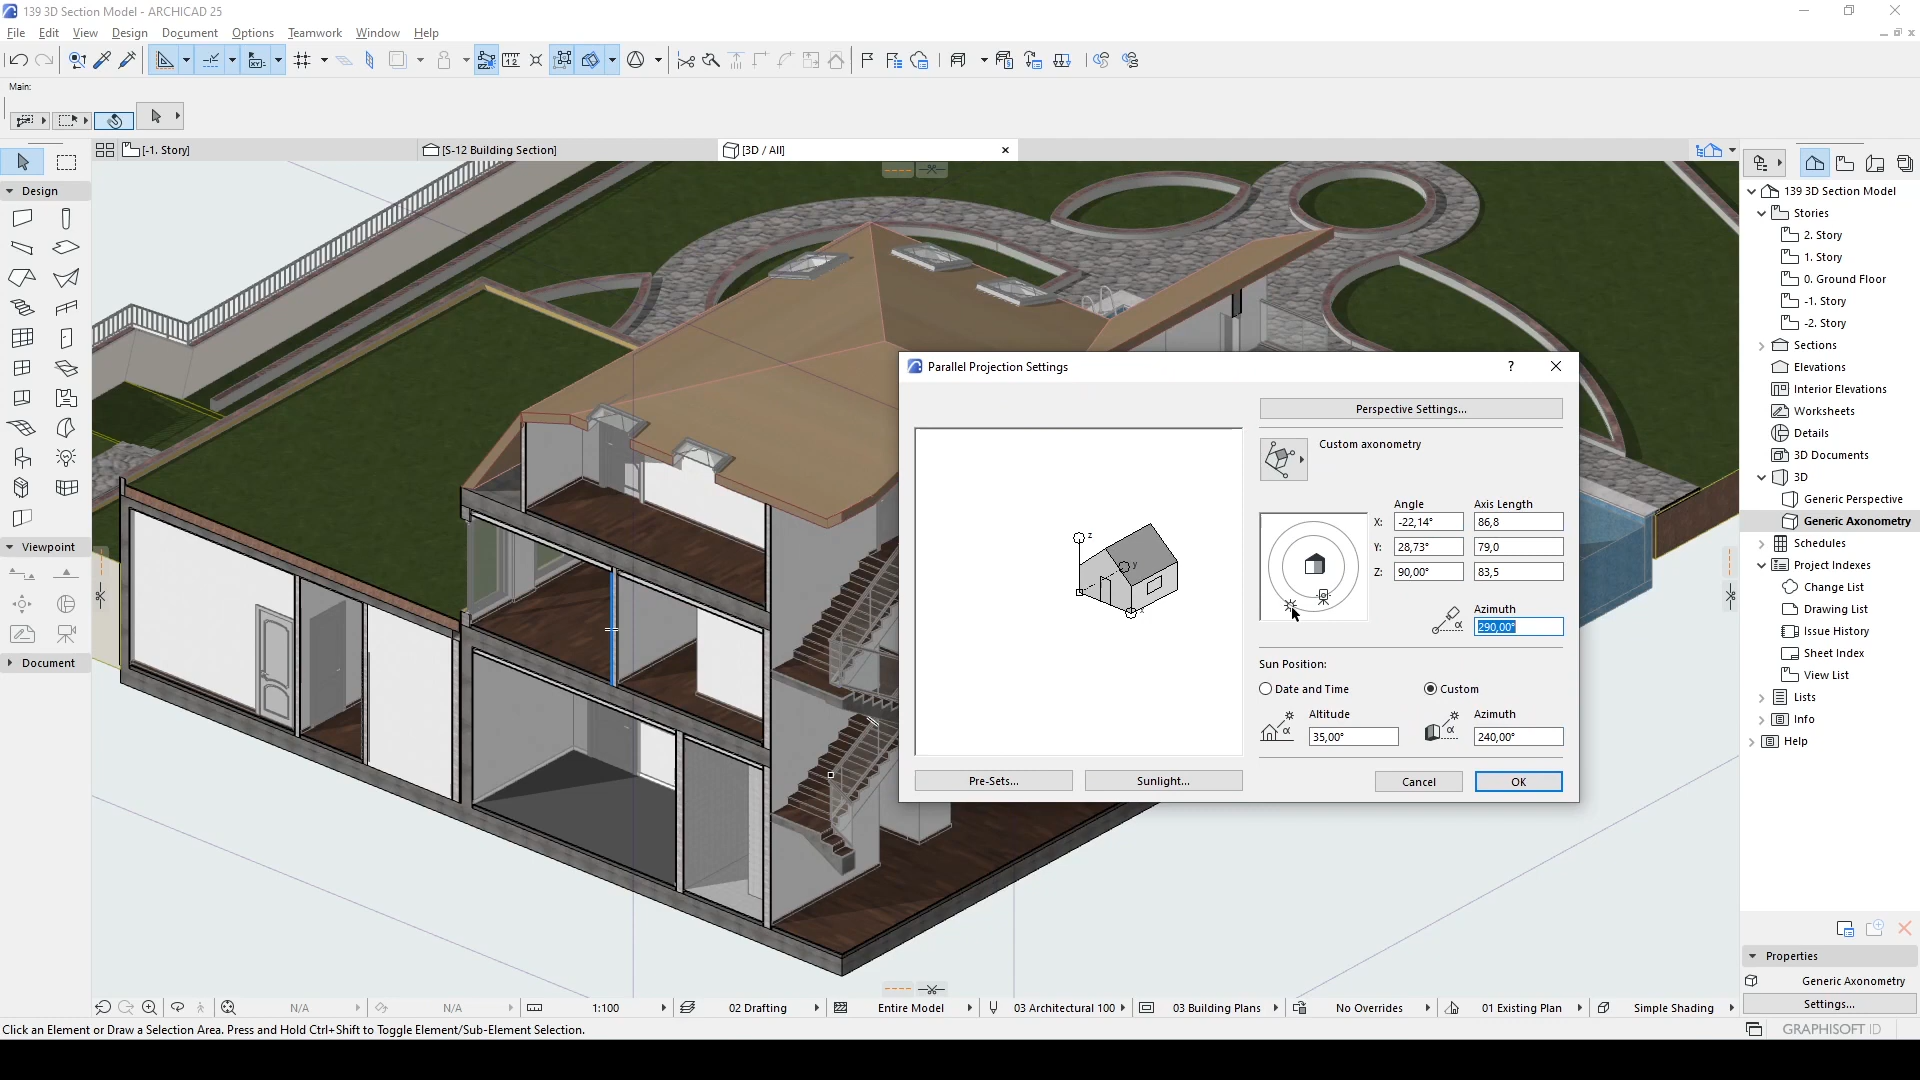 139 3D Section Model - ARCHICAD 25
File Edit View Design Document Options Teamwork Window Help
Main:
[-1. Story]
[S-12 Building Section]
[3D / All]
Design
Viewpoint
Document
Parallel Projection Settings
?
Perspective Settings...
Custom axonometry
Angle Axis Length
X: -22,14° 86,8
Y: 28,73° 79,0
Z: 90,00° 83,5
Azimuth
290,00°
z
y
x
Sun Position:
Date and Time Custom
Altitude Azimuth
35,00° 240,00°
Pre-Sets... Sunlight... Cancel OK
139 3D Section Model
Stories
2. Story
1. Story
0. Ground Floor
-1. Story
-2. Story
Sections
Elevations
Interior Elevations
Worksheets
Details
3D Documents
3D
Generic Perspective
Generic Axonometry
Schedules
Project Indexes
Change List
Drawing List
Issue History
Sheet Index
View List
Lists
Info
Help
Properties
Generic Axonometry
Settings...
N/A N/A 1:100 02 Drafting Entire Model 03 Architectural 100 03 Building Plans No Overrides 01 Existing Plan Simple Shading
Click an Element or Draw a Selection Area. Press and Hold Ctrl+Shift to Toggle Element/Sub-Element Selection.
GRAPHISOFT ID